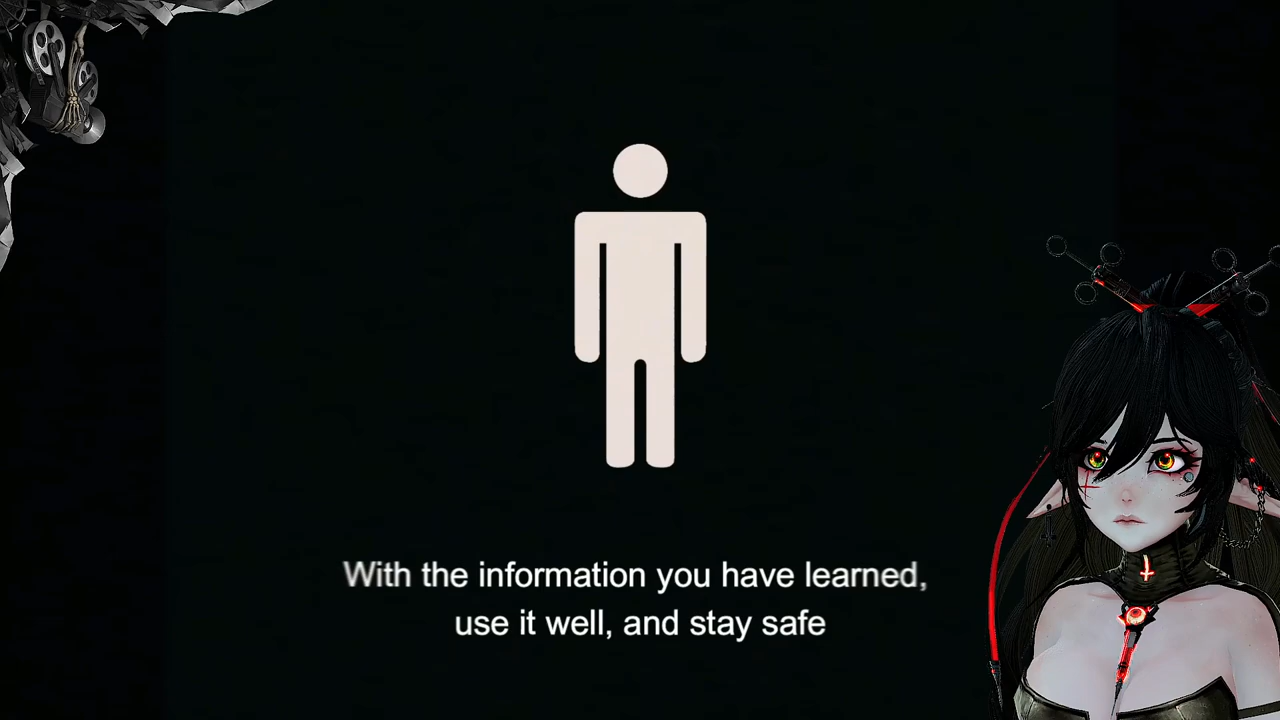 With the information you have learned,
use it well, and stay safe